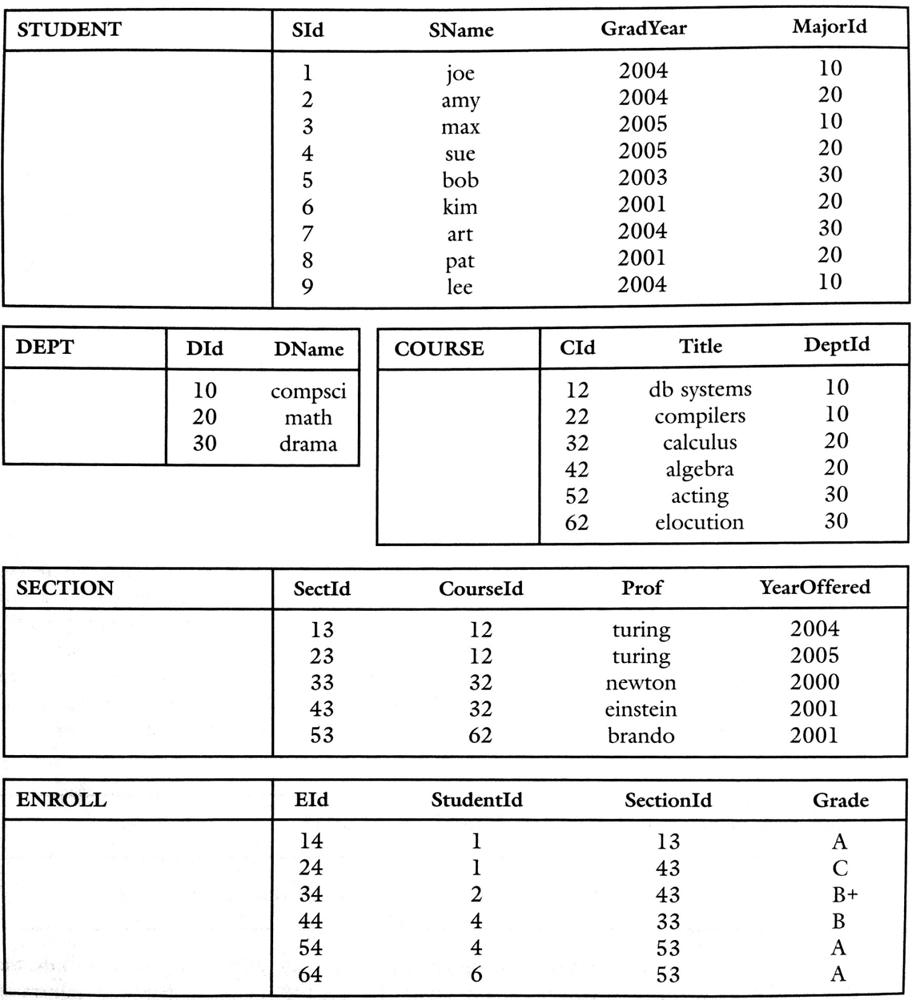 STUDENT SId SName GradYear MajorId
1 joe 2004 10
2 amy 2004 20
3 max 2005 10
4 sue 2005 20
5 bob 2003 30
6 kim 2001 20
7 art 2004 30
8 pat 2001 20
9 lee 2004 10
DEPT DId DName
10 compsci
20 math
30 drama
COURSE CId Title DeptId
12 db systems 10
22 compilers 10
32 calculus 20
42 algebra 20
52 acting 30
62 elocution 30
SECTION SectId CourseId Prof YearOffered
13 12 turing 2004
23 12 turing 2005
33 32 newton 2000
43 32 einstein 2001
53 62 brando 2001
ENROLL EId StudentId SectionId Grade
14 1 13 A
24 1 43 C
34 2 43 B+
44 4 33 B
54 4 53 A
64 6 53 A